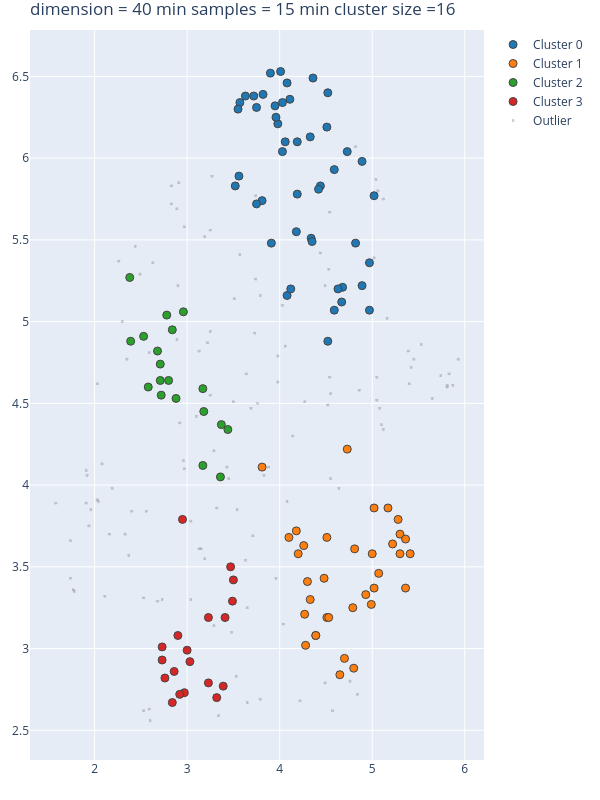 dimension = 40 min samples = 15 min cluster size =16
Cluster 0
Cluster 1
Cluster 2
Cluster 3
Outlier
6.5
6
5.5
5
4.5
4
3.5
3
2.5
2 3 4 5 6